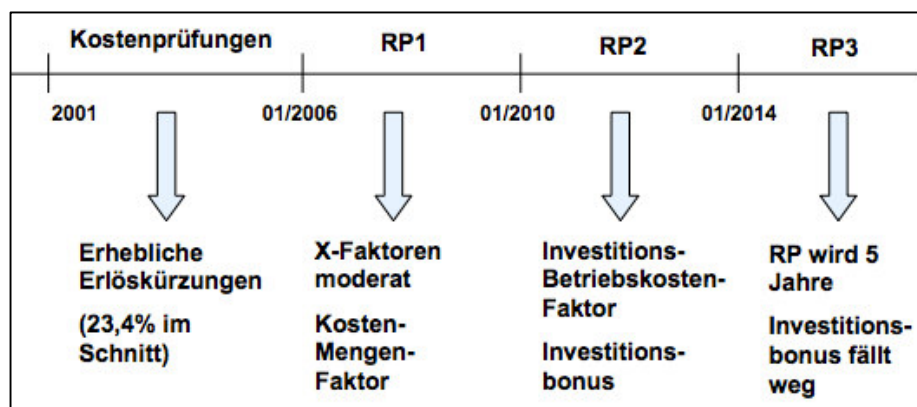 Kostenprüfungen
RP1
RP2
RP3
2001
01/2006
01/2010
01/2014
Erhebliche
Erlöskürzungen
(23,4% im
Schnitt)
X-Faktoren
moderat
Kosten-
Mengen-
Faktor
Investitions-
Betriebskosten-
Faktor
Investitions-
bonus
RP wird 5
Jahre
Investitions-
bonus fällt
weg